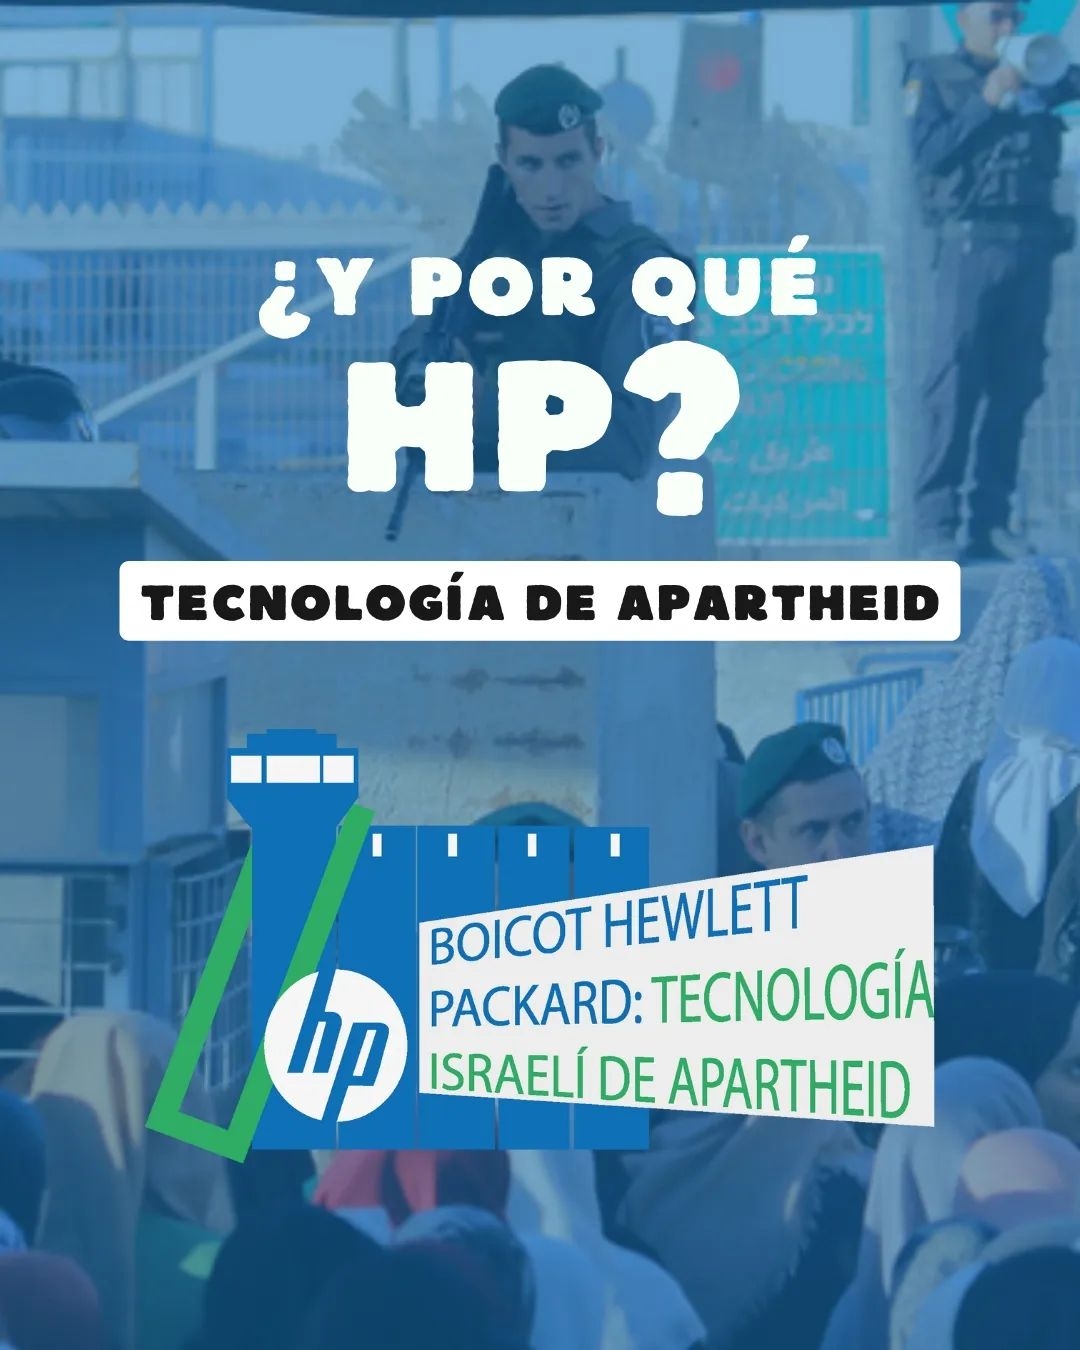 ¿Y POR QUÉ
HP?
TECNOLOGÍA DE APARTHEID
hp
BOICOT HEWLETT
PACKARD: TECNOLOGÍA
ISRAELÍ DE APARTHEID